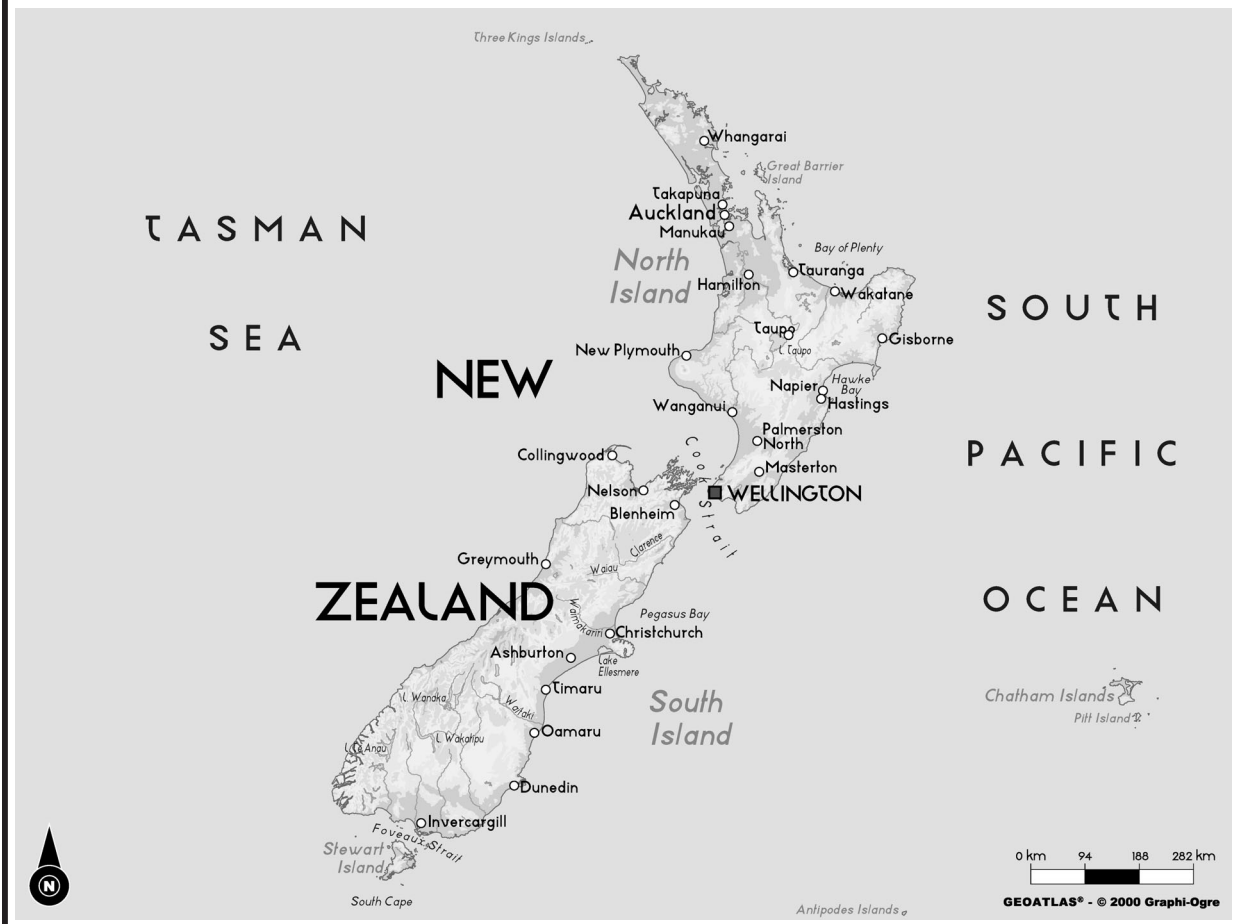 Three Kings Islands
Whangarai
Great Barrier
Island
Takapuna
Auckland
Manukau
TASMAN
SEA
North
Island
Bay of Plenty
Hamilton
Tauranga
Wakatane
SOUTH
Taupo
L. Taupo
Gisborne
New Plymouth
NEW
Napier
Hawke
Bay
Hastings
Wanganui
Palmerston
North
Cook Strait
Collingwood
Masterton
PACIFIC
Nelson
WELLINGTON
Blenheim
Clarence
Greymouth
Waiau
ZEALAND
OCEAN
Waimakariri
Pegasus Bay
Christchurch
Ashburton
Lake
Ellesmere
Timaru
L. Wanaka
Waitaki
South
Island
Chatham Islands
Pitt Island
Oamaru
L. Wakatipu
L. Te Anau
Dunedin
Invercargill
Foveaux Strait
Stewart
Island
South Cape
N
0 km 94 188 282 km
GEOATLAS® - © 2000 Graphi-Ogre
Antipodes Islands